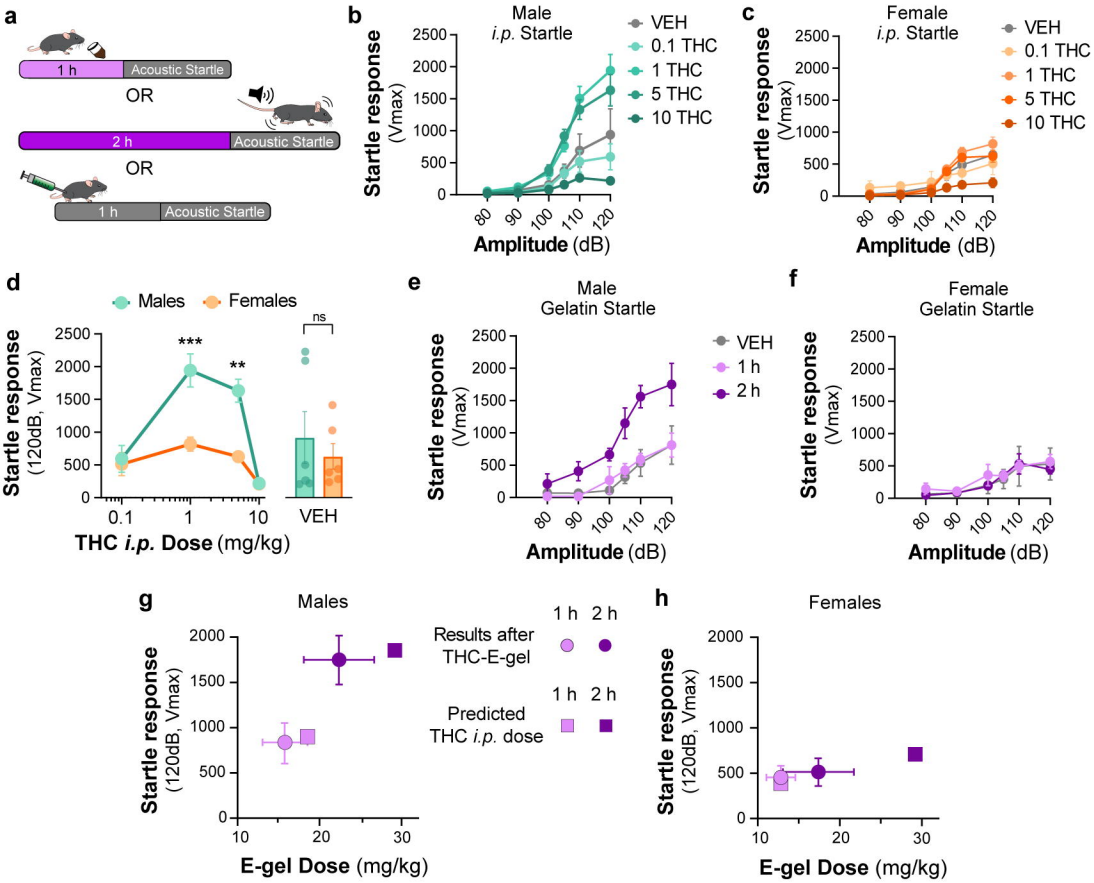 a
1 h
Acoustic Startle
OR
2 h
Acoustic Startle
OR
1 h
Acoustic Startle
b
Male
i.p. Startle
Startle response
(Vmax)
2500
2000
1500
1000
500
0
80
90
100
110
120
Amplitude (dB)
VEH
0.1 THC
1 THC
5 THC
10 THC
c
Female
i.p. Startle
Startle response
(Vmax)
2500
2000
1500
1000
500
0
80
90
100
110
120
Amplitude (dB)
VEH
0.1 THC
1 THC
5 THC
10 THC
d
Males
Females
Startle response
(120dB, Vmax)
2500
2000
1500
1000
500
0
***
**
0.1
1
10
THC i.p. Dose (mg/kg)
ns
VEH
e
Male
Gelatin Startle
Startle response
(Vmax)
2500
2000
1500
1000
500
0
80
90
100
110
120
Amplitude (dB)
VEH
1 h
2 h
f
Female
Gelatin Startle
Startle response
(Vmax)
2500
2000
1500
1000
500
0
80
90
100
110
120
Amplitude (dB)
g
Males
Startle response
(120dB, Vmax)
2000
1500
1000
500
0
10
20
30
E-gel Dose (mg/kg)
1 h 2 h
Results after
THC-E-gel
1 h 2 h
Predicted
THC i.p. dose
h
Females
Startle response
(120dB, Vmax)
2000
1500
1000
500
0
10
20
30
E-gel Dose (mg/kg)